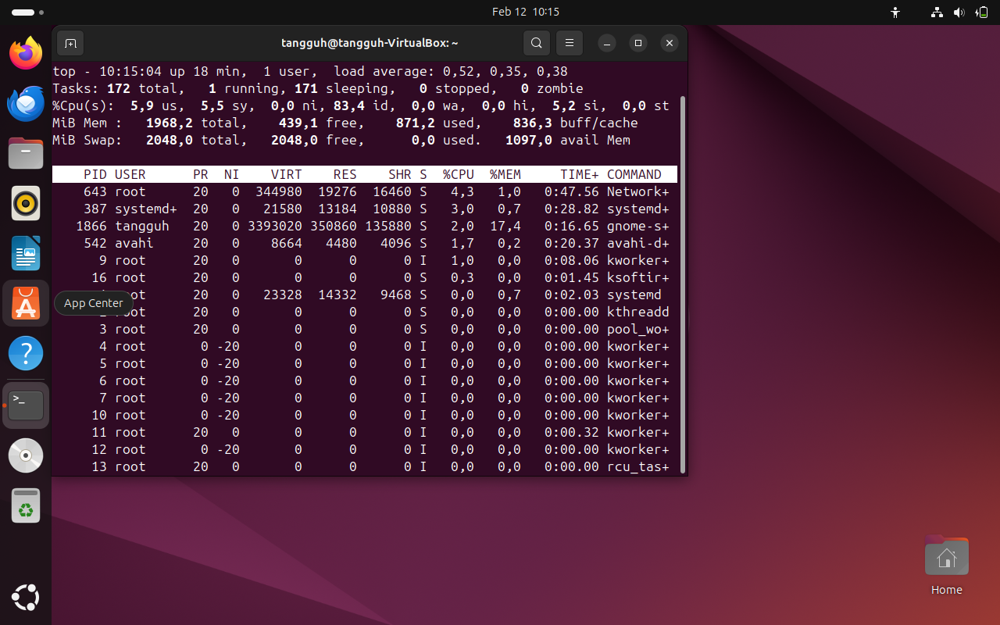 Feb 12 10:15
tangguh@tangguh-VirtualBox: ~
top - 10:15:04 up 18 min,  1 user,  load average: 0,52, 0,35, 0,38
Tasks: 172 total,   1 running, 171 sleeping,   0 stopped,   0 zombie
%Cpu(s):  5,9 us,  5,5 sy,  0,0 ni, 83,4 id,  0,0 wa,  0,0 hi,  5,2 si,  0,0 st
MiB Mem :   1968,2 total,    439,1 free,    871,2 used,    836,3 buff/cache
MiB Swap:   2048,0 total,   2048,0 free,      0,0 used.   1097,0 avail Mem
PID USER      PR  NI    VIRT    RES    SHR S  %CPU  %MEM     TIME+ COMMAND
643 root      20   0  344980  19276  16460 S   4,3   1,0   0:47.56 Network+
387 systemd+  20   0   21580  13184  10880 S   3,0   0,7   0:28.82 systemd+
1866 tangguh   20   0 3393020 350860 135880 S   2,0  17,4   0:16.65 gnome-s+
542 avahi     20   0    8664   4480   4096 S   1,7   0,2   0:20.37 avahi-d+
9 root      20   0       0      0      0 I   1,0   0,0   0:08.06 kworker+
16 root      20   0       0      0      0 S   0,3   0,0   0:01.45 ksoftir+
20   0   23328  14332   9468 S   0,0   0,7   0:02.03 systemd
App Center
20   0       0      0      0 S   0,0   0,0   0:00.00 kthreadd
3 root      20   0       0      0      0 S   0,0   0,0   0:00.00 pool_wo+
4 root       0 -20       0      0      0 I   0,0   0,0   0:00.00 kworker+
5 root       0 -20       0      0      0 I   0,0   0,0   0:00.00 kworker+
6 root       0 -20       0      0      0 I   0,0   0,0   0:00.00 kworker+
7 root       0 -20       0      0      0 I   0,0   0,0   0:00.00 kworker+
10 root       0 -20       0      0      0 I   0,0   0,0   0:00.00 kworker+
11 root      20   0       0      0      0 I   0,0   0,0   0:00.32 kworker+
12 root       0 -20       0      0      0 I   0,0   0,0   0:00.00 kworker+
13 root      20   0       0      0      0 I   0,0   0,0   0:00.00 rcu_tas+
Home